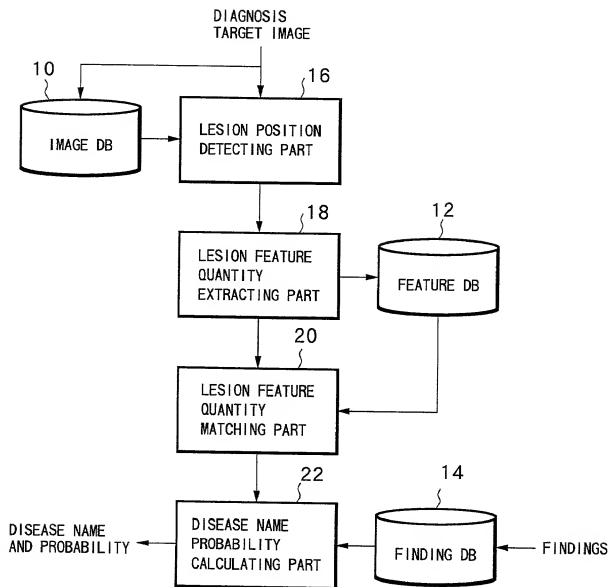 DIAGNOSIS
TARGET IMAGE
10
16
IMAGE DB
LESION POSITION
DETECTING PART
18
12
LESION FEATURE
QUANTITY
EXTRACTING PART
FEATURE DB
20
LESION FEATURE
QUANTITY
MATCHING PART
22
14
DISEASE NAME
AND PROBABILITY
DISEASE NAME
PROBABILITY
CALCULATING PART
FINDING DB
FINDINGS